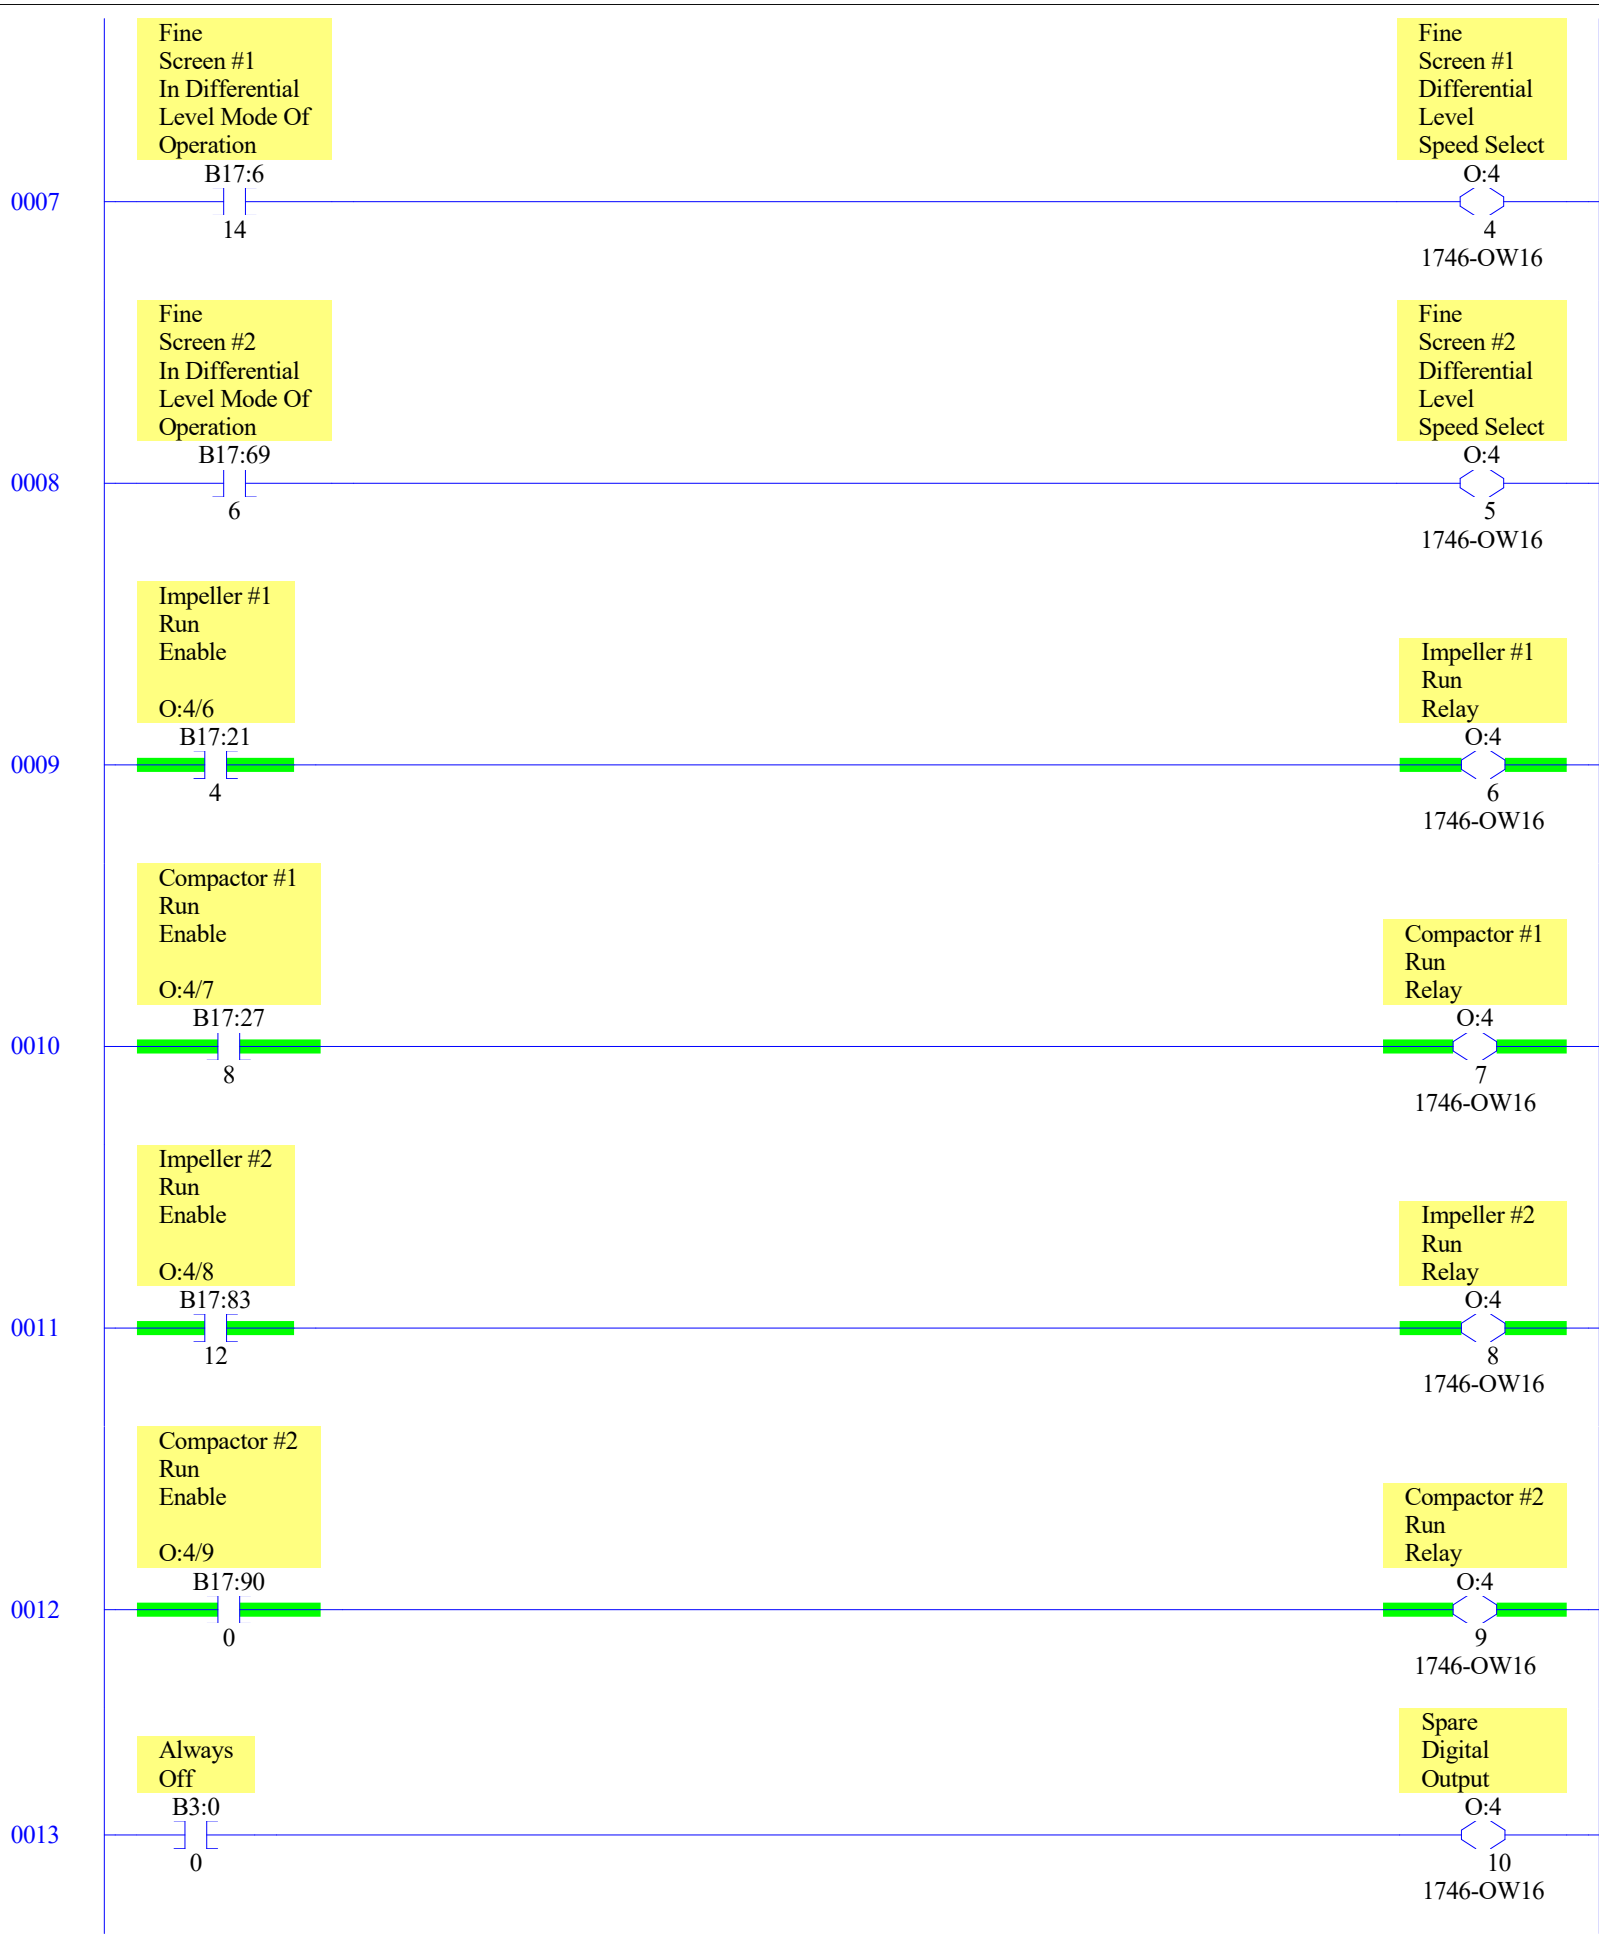 Fine
Screen #1
In Differential
Level Mode Of
Operation
B17:6
14
Fine
Screen #1
Differential
Level
Speed Select
O:4
4
1746-OW16
0007
Fine
Screen #2
In Differential
Level Mode Of
Operation
B17:69
6
Fine
Screen #2
Differential
Level
Speed Select
O:4
5
1746-OW16
0008
Impeller #1
Run
Enable
O:4/6
B17:21
4
Impeller #1
Run
Relay
O:4
6
1746-OW16
0009
Compactor #1
Run
Enable
O:4/7
B17:27
8
Compactor #1
Run
Relay
O:4
7
1746-OW16
0010
Impeller #2
Run
Enable
O:4/8
B17:83
12
Impeller #2
Run
Relay
O:4
8
1746-OW16
0011
Compactor #2
Run
Enable
O:4/9
B17:90
0
Compactor #2
Run
Relay
O:4
9
1746-OW16
0012
Always
Off
B3:0
0
Spare
Digital
Output
O:4
10
1746-OW16
0013